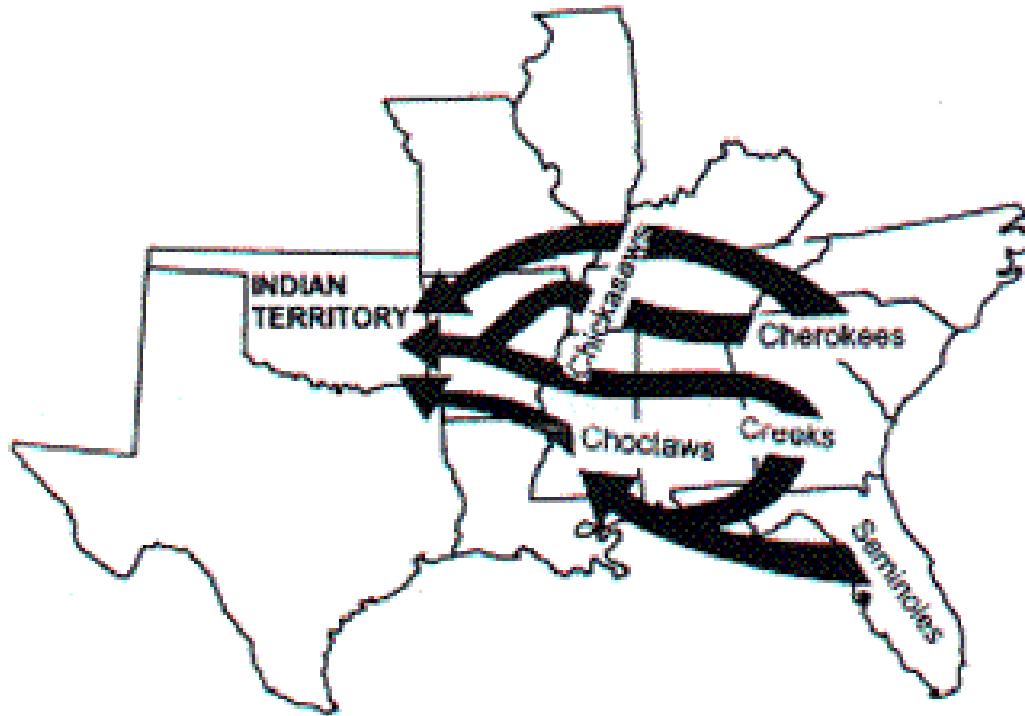 INDIAN
TERRITORY
Chickasaws
Cherokees
Choctaws
Creeks
Seminoles